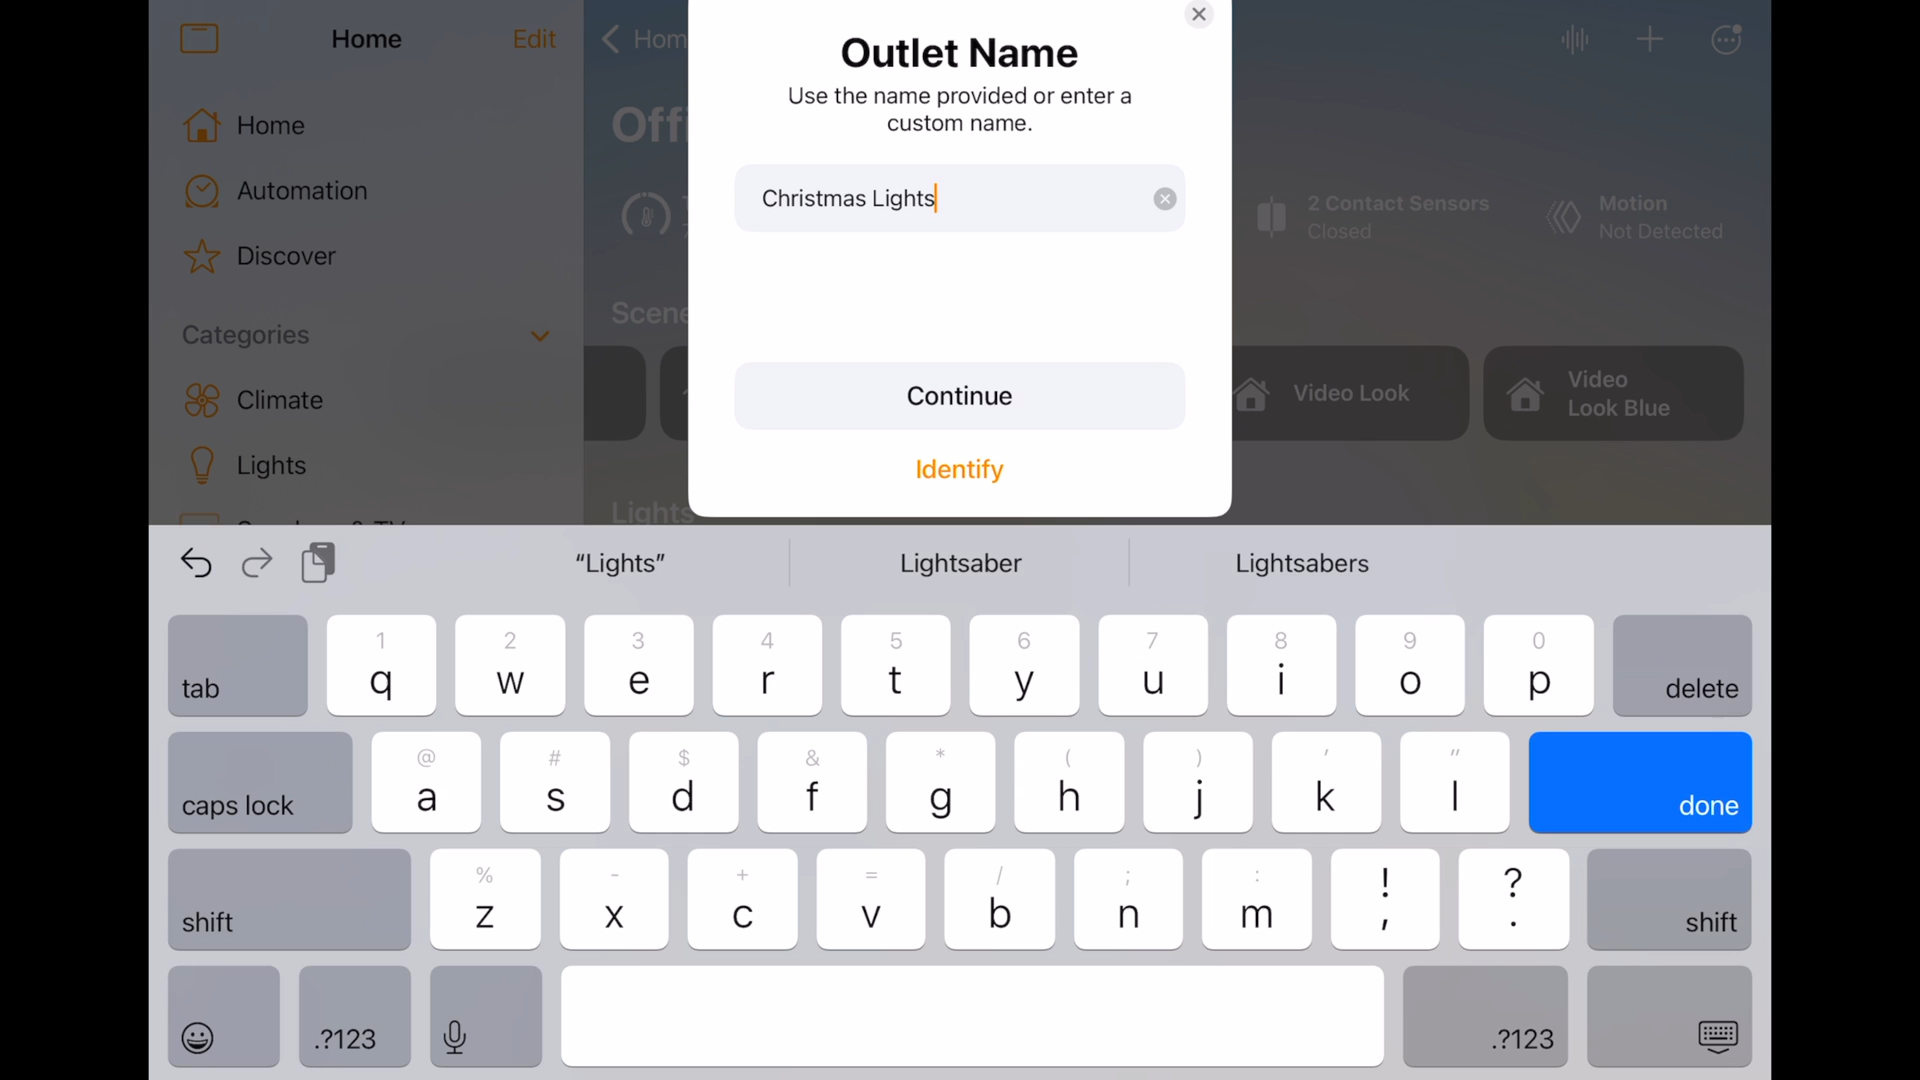 Home
Edit
Home
Automation
Discover
Categories
Climate
Lights
Outlet Name
Use the name provided or enter a
custom name.
Christmas Lights
Continue
Identify
2 Contact Sensors
Closed
Motion
Not Detected
Video Look
Video
Look Blue
Lights
“Lights”
Lightsaber
Lightsabers
tab
1 2 3 4 5 6 7 8 9 0
q w e r t y u i o p
delete
caps lock
@ # $ & * ( ) ' "
a s d f g h j k l
done
shift
% - + = / ; : ! ?
z x c v b n m , .
shift
.?123
.?123